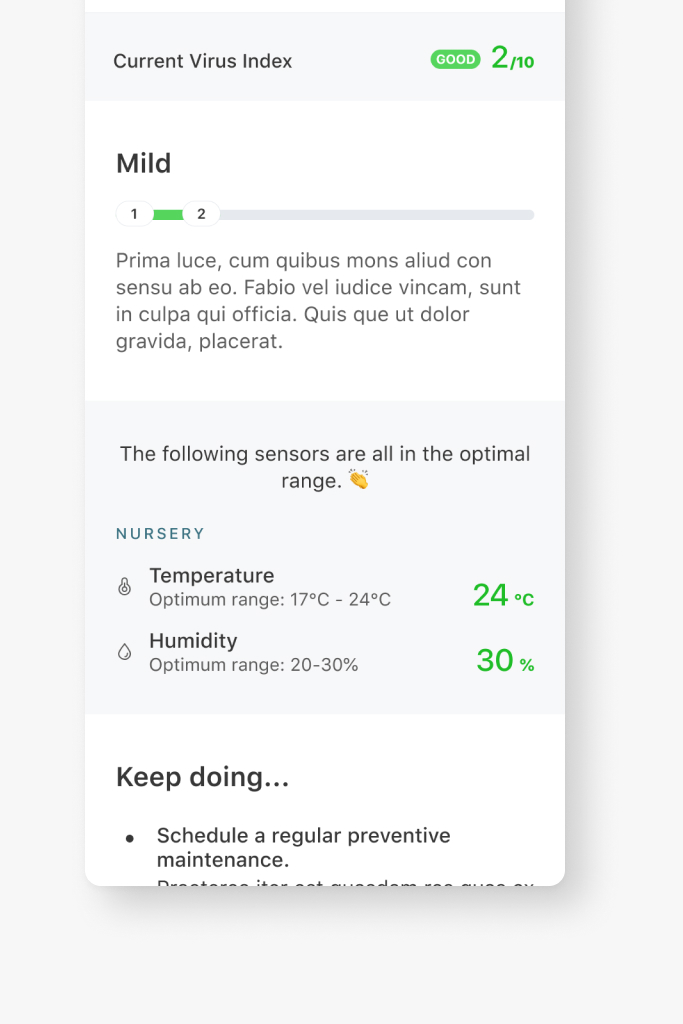 Current Virus Index GOOD 2/10
Mild
1 2
Prima luce, cum quibus mons aliud con
sensu ab eo. Fabio vel iudice vincam, sunt
in culpa qui officia. Quis que ut dolor
gravida, placerat.
The following sensors are all in the optimal
range. 👏
NURSERY
Temperature
Optimum range: 17°C - 24°C
24 °C
Humidity
Optimum range: 20-30%
30 %
Keep doing...
• Schedule a regular preventive
maintenance.